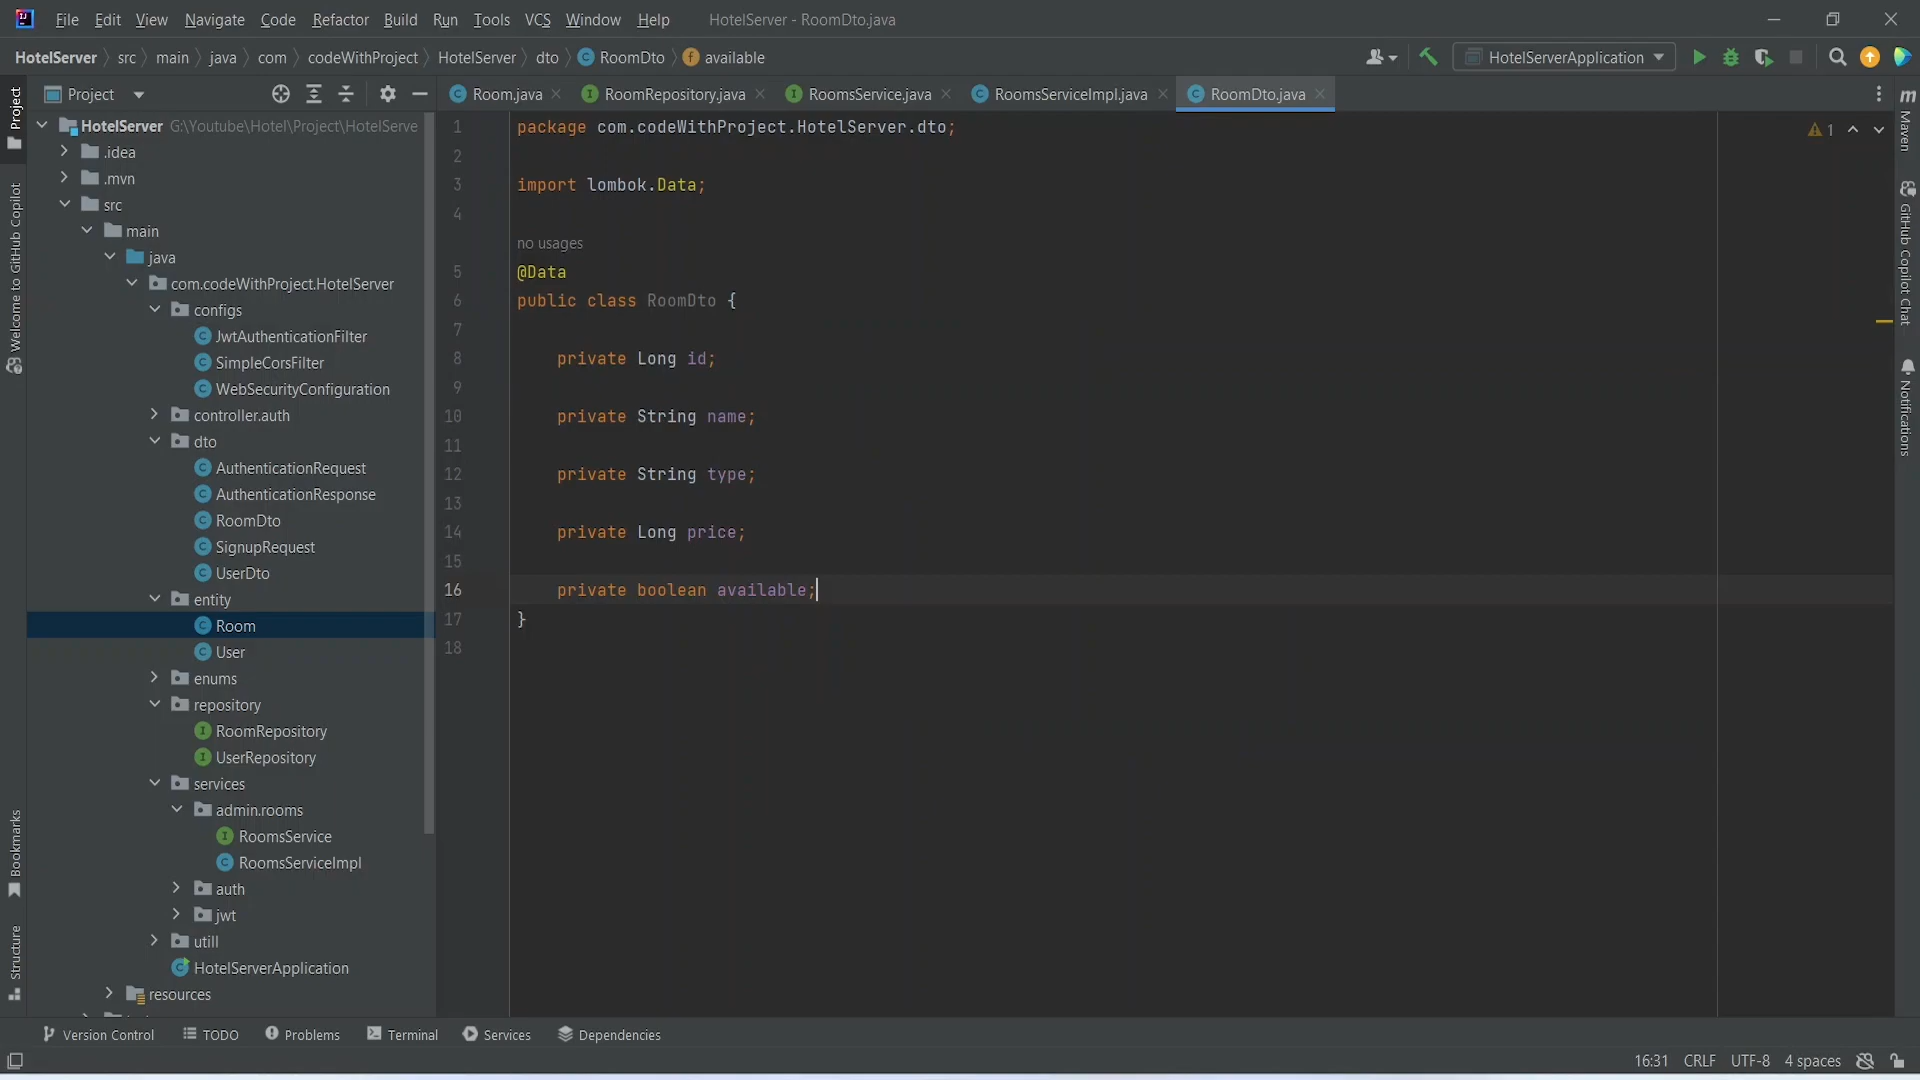 File Edit View Navigate Code Refactor Build Run Tools VCS Window Help HotelServer - RoomDto.java
HotelServer src main java com codeWithProject HotelServer dto RoomDto available HotelServerApplication
Project
Room.java RoomRepository.java RoomsService.java RoomsServiceImpl.java RoomDto.java
HotelServer G:\Youtube\Hotel\Project\HotelServe
.idea
.mvn
src
main
java
com.codeWithProject.HotelServer
configs
JwtAuthenticationFilter
SimpleCorsFilter
WebSecurityConfiguration
controller.auth
dto
AuthenticationRequest
AuthenticationResponse
RoomDto
SignupRequest
UserDto
entity
Room
User
enums
repository
RoomRepository
UserRepository
services
admin.rooms
RoomsService
RoomsServiceImpl
auth
jwt
utill
HotelServerApplication
resources
1 package com.codeWithProject.HotelServer.dto;
2
3 import lombok.Data;
4
no usages
5 @Data
6 public class RoomDto {
7
8 private Long id;
9
10 private String name;
11
12 private String type;
13
14 private Long price;
15
16 private boolean available;
17 }
18
1
Project
Welcome to GitHub Copilot
Bookmarks
Structure
m
Maven
GitHub Copilot Chat
Notifications
Version Control TODO Problems Terminal Services Dependencies
16:31 CRLF UTF-8 4 spaces